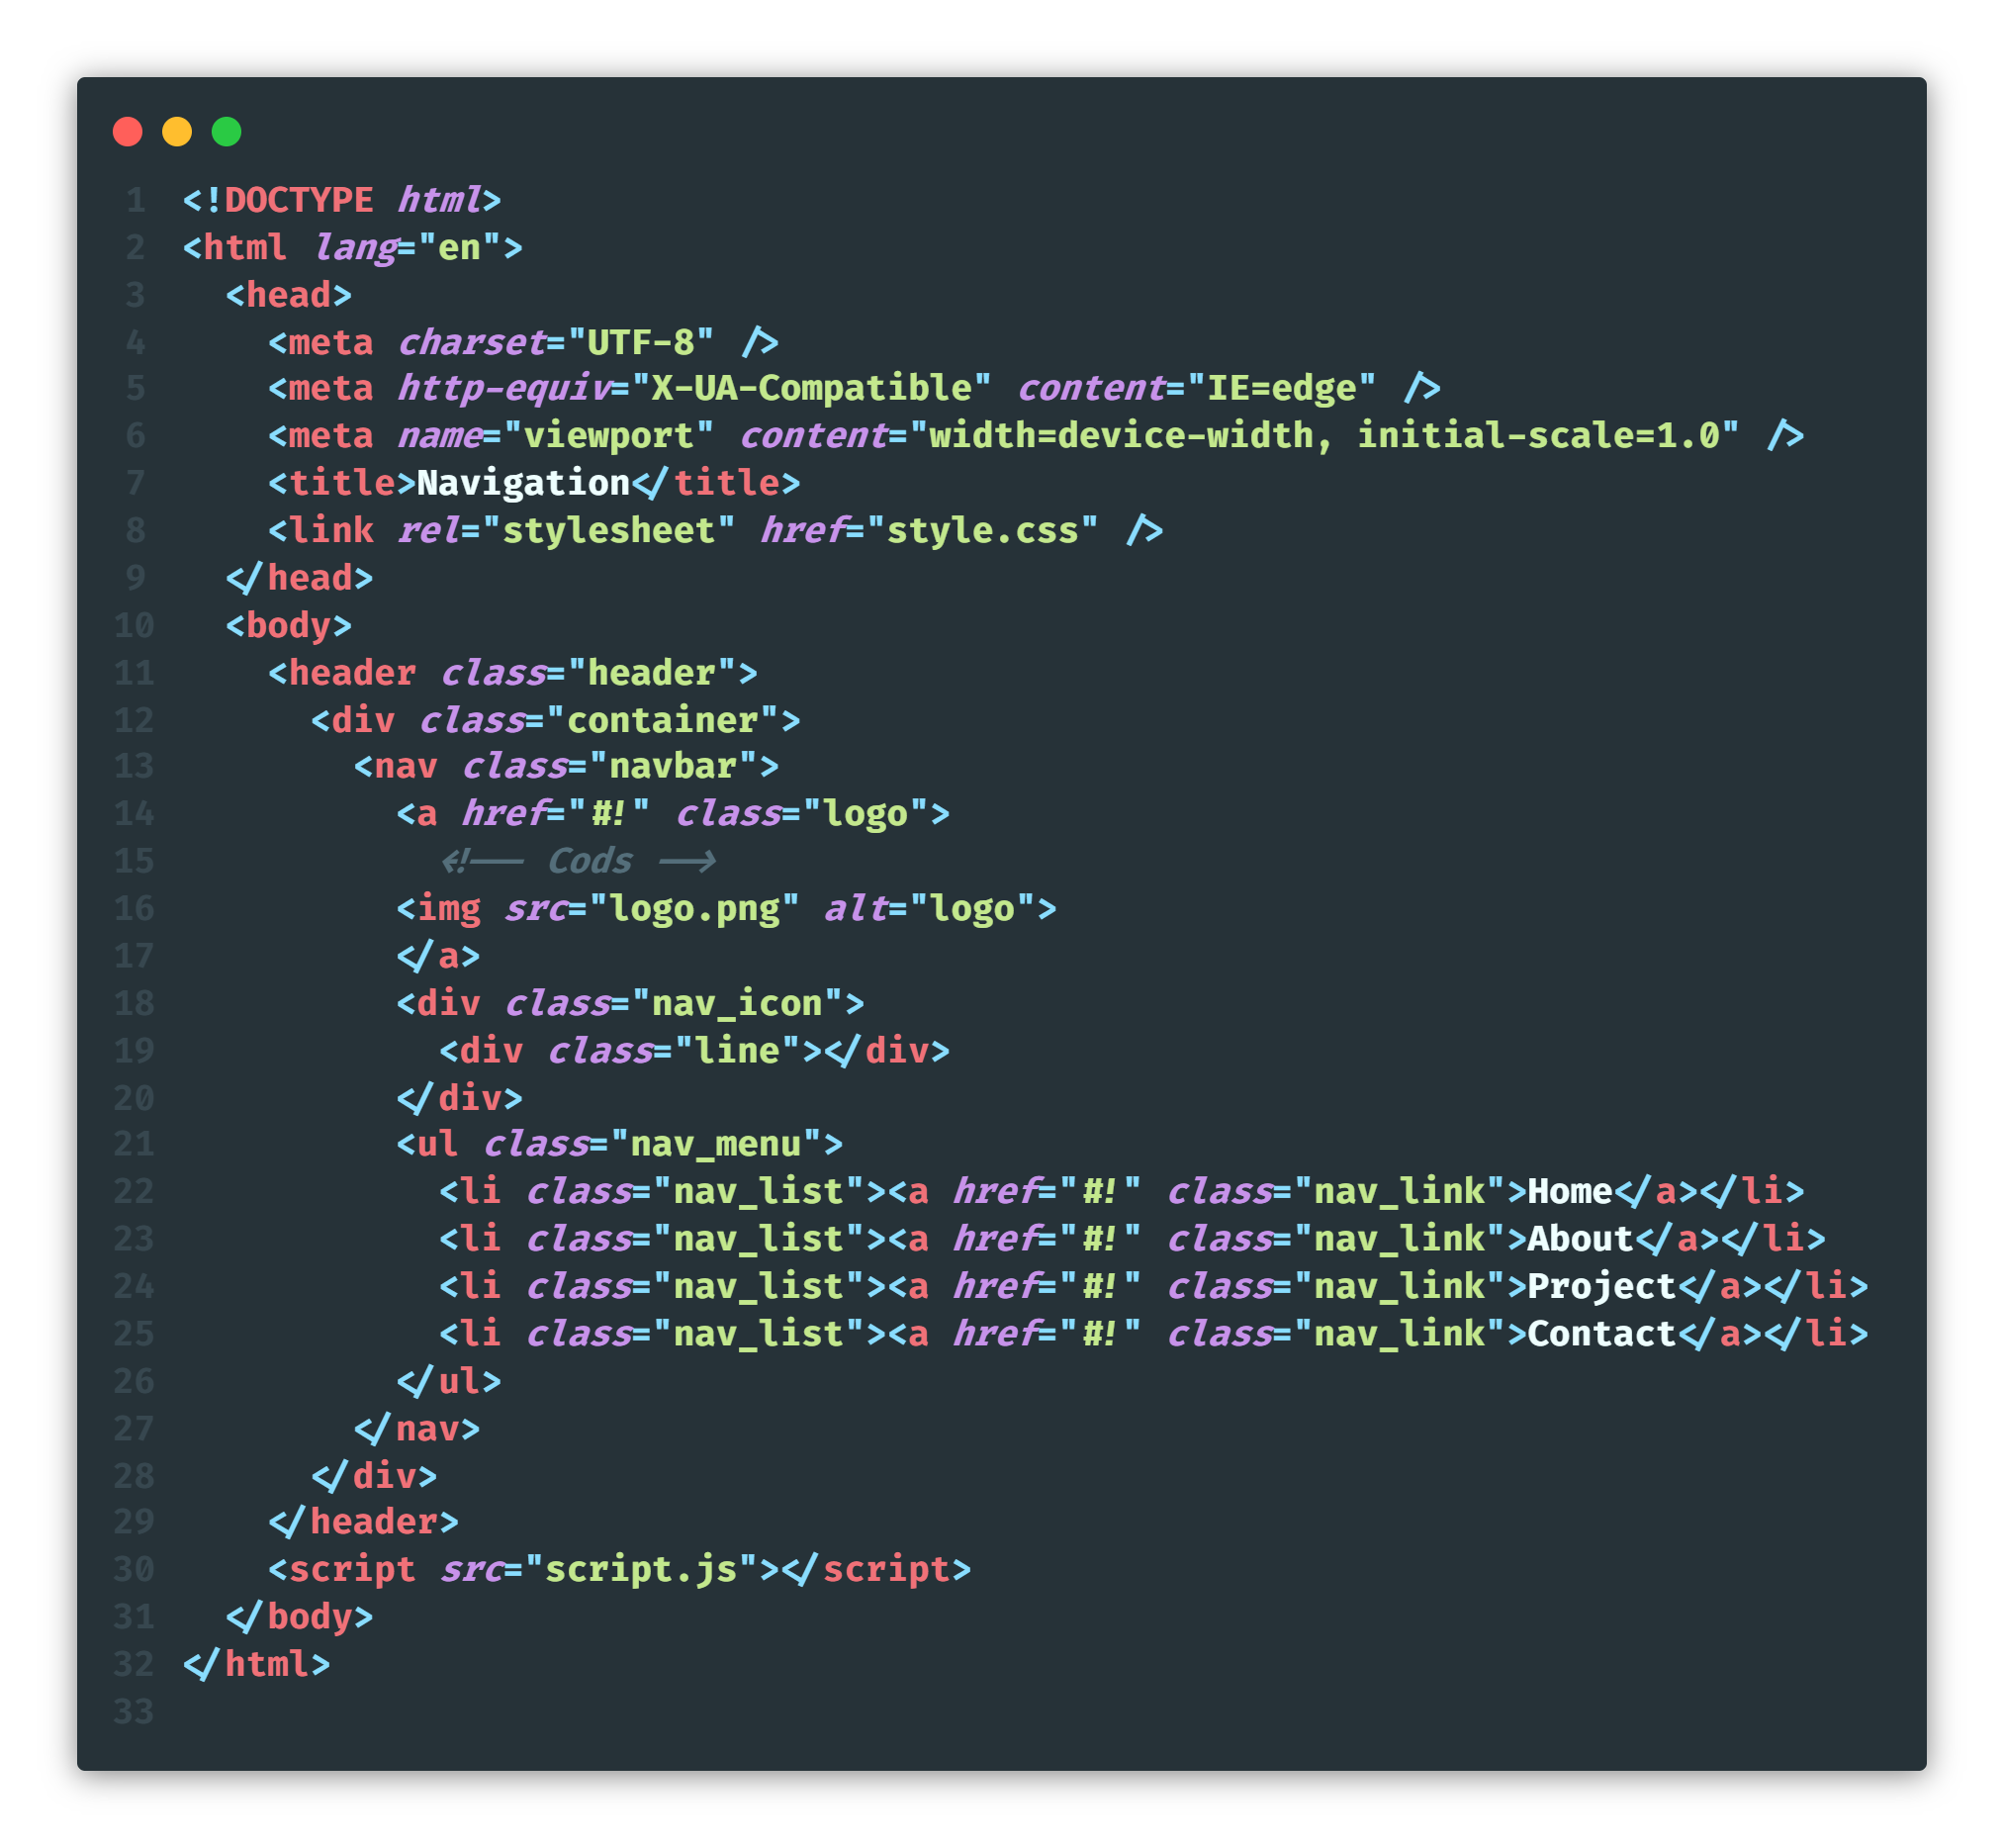 1 <!DOCTYPE html>
2 <html lang="en">
3   <head>
4     <meta charset="UTF-8" />
5     <meta http-equiv="X-UA-Compatible" content="IE=edge" />
6     <meta name="viewport" content="width=device-width, initial-scale=1.0" />
7     <title>Navigation</title>
8     <link rel="stylesheet" href="style.css" />
9   </head>
10   <body>
11     <header class="header">
12       <div class="container">
13         <nav class="navbar">
14           <a href="#!" class="logo">
15             <!-- Cods -->
16           <img src="logo.png" alt="logo">
17           </a>
18           <div class="nav_icon">
19             <div class="line"></div>
20           </div>
21           <ul class="nav_menu">
22             <li class="nav_list"><a href="#!" class="nav_link">Home</a></li>
23             <li class="nav_list"><a href="#!" class="nav_link">About</a></li>
24             <li class="nav_list"><a href="#!" class="nav_link">Project</a></li>
25             <li class="nav_list"><a href="#!" class="nav_link">Contact</a></li>
26           </ul>
27         </nav>
28       </div>
29     </header>
30     <script src="script.js"></script>
31   </body>
32 </html>
33